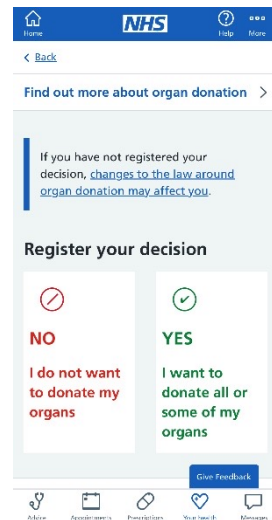 NHS
Home
Help
More
Back
Find out more about organ donation
If you have not registered your
decision, changes to the law around
organ donation may affect you.
Register your decision
NO
I do not want
to donate my
organs
YES
I want to
donate all or
some of my
organs
Give Feedback
Advice
Appointments
Prescriptions
Your health
Messages